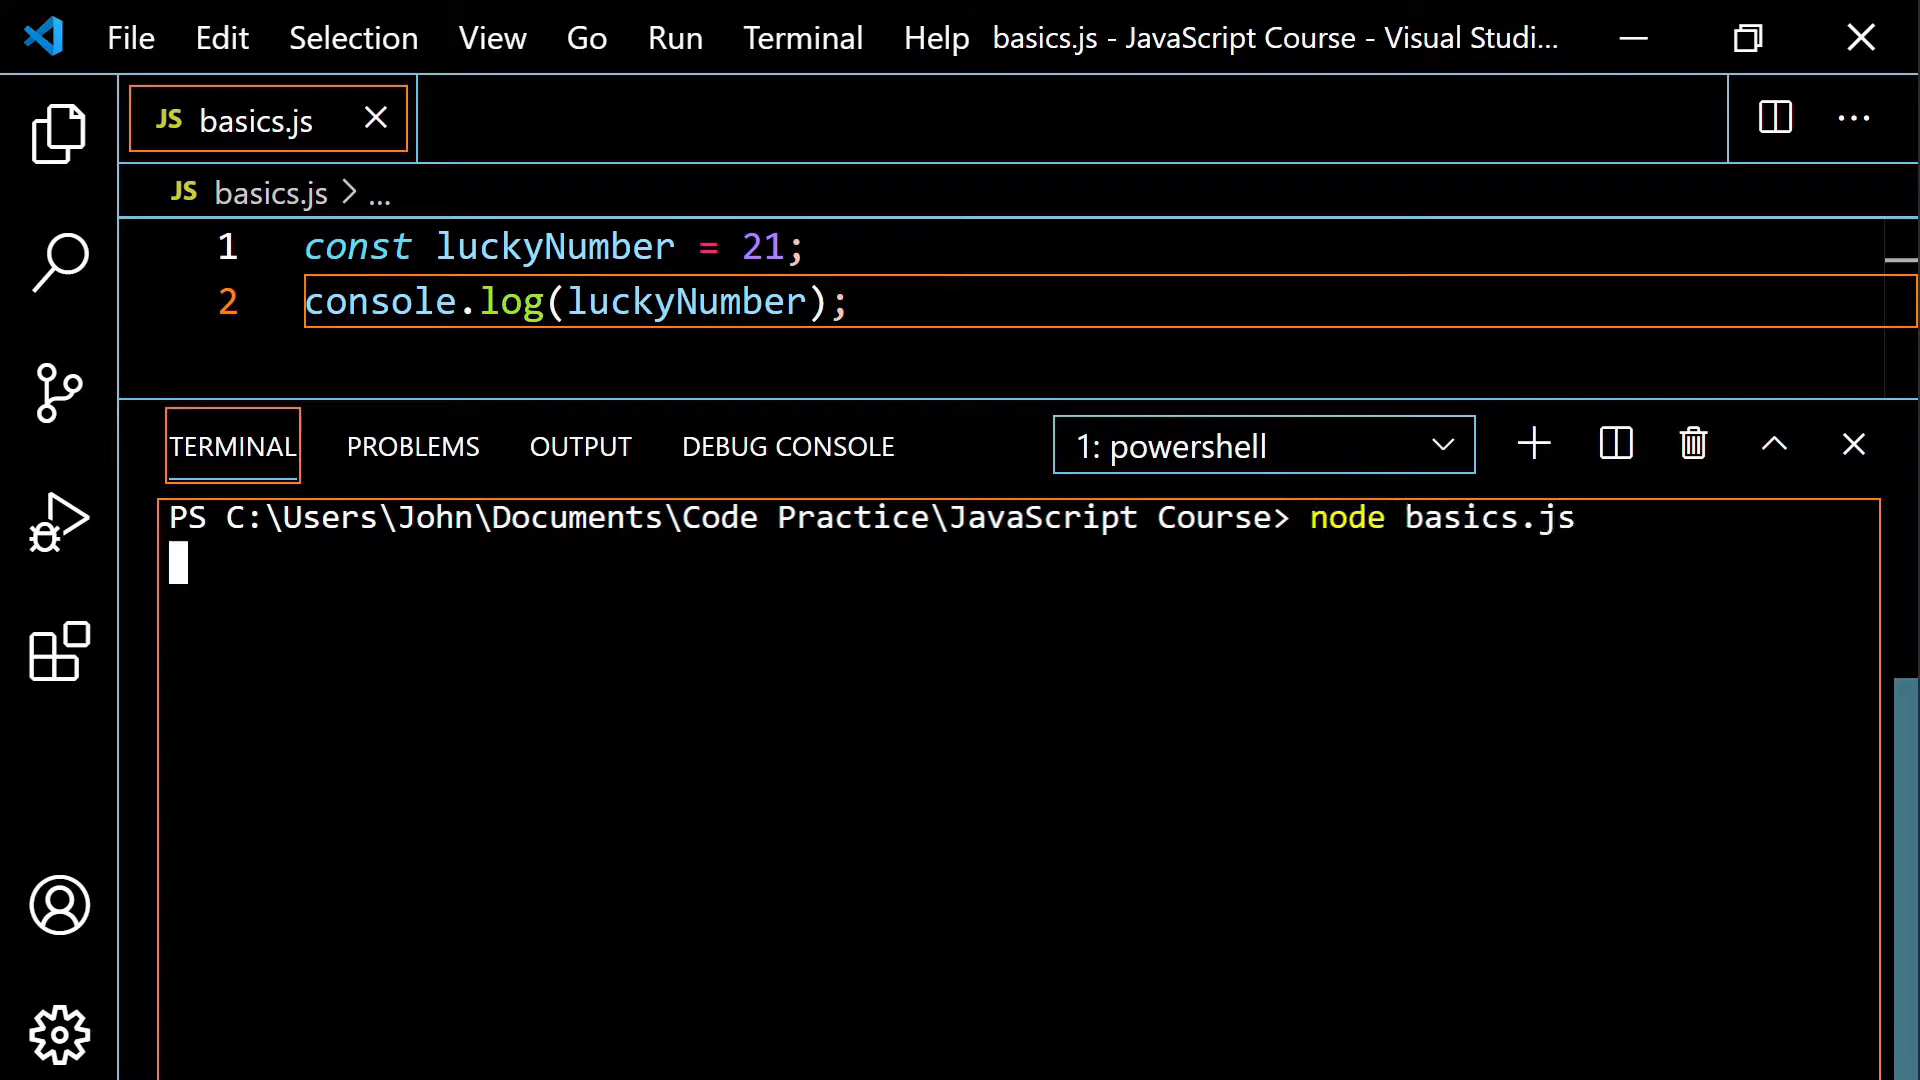 File Edit Selection View Go Run Terminal Help basics.js - JavaScript Course - Visual Studi...
JS basics.js
JS basics.js > ...
1 const luckyNumber = 21;
2 console.log(luckyNumber);
TERMINAL PROBLEMS OUTPUT DEBUG CONSOLE 1: powershell
PS C:\Users\John\Documents\Code Practice\JavaScript Course> node basics.js